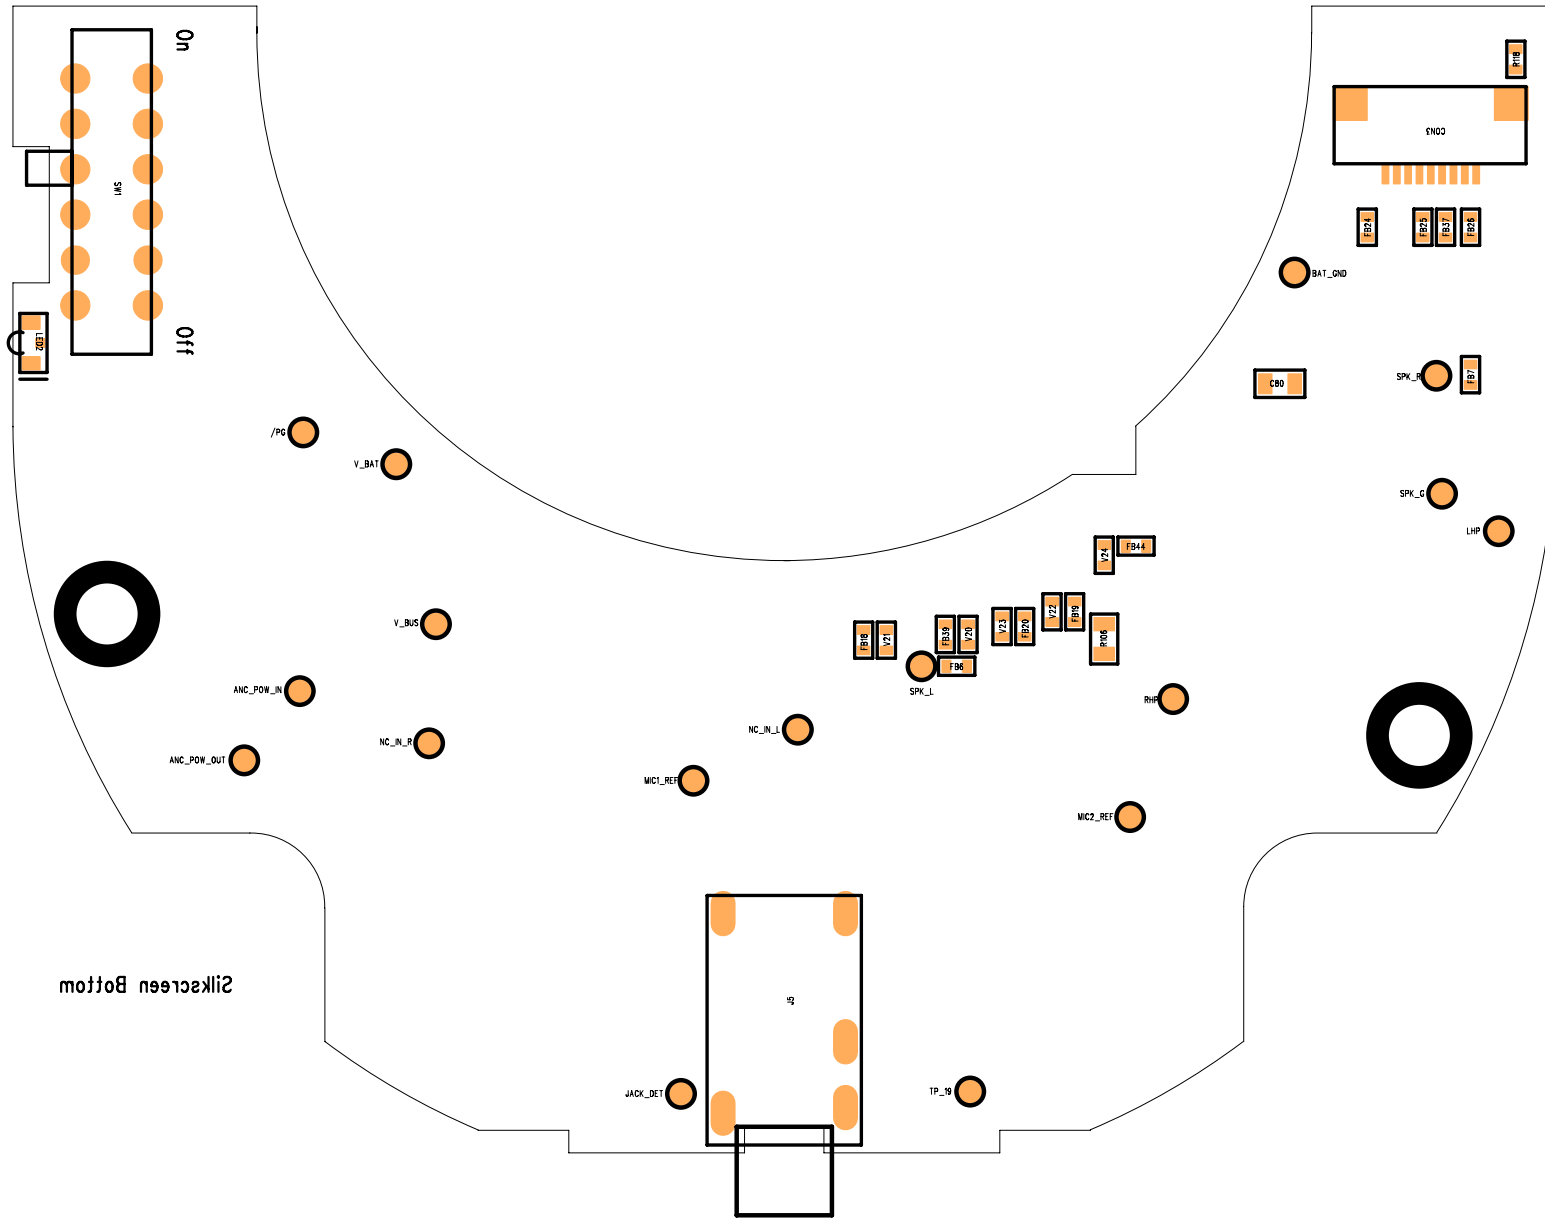 On
R118
CON3
SW1
FB24
FB25
FB37
FB26
BAT_GND
Off
LED2
SPK_R
FB7
C80
/PG
V_BAT
SPK_G
LHP
V24
FB44
V_BUS
FB18
V21
FB39
V20
V23
FB20
V22
FB19
R106
FB6
SPK_L
ANC_POW_IN
RHP
NC_IN_L
NC_IN_R
ANC_POW_OUT
MIC1_REF
MIC2_REF
Silkscreen Bottom
J5
JACK_DET
TP_19